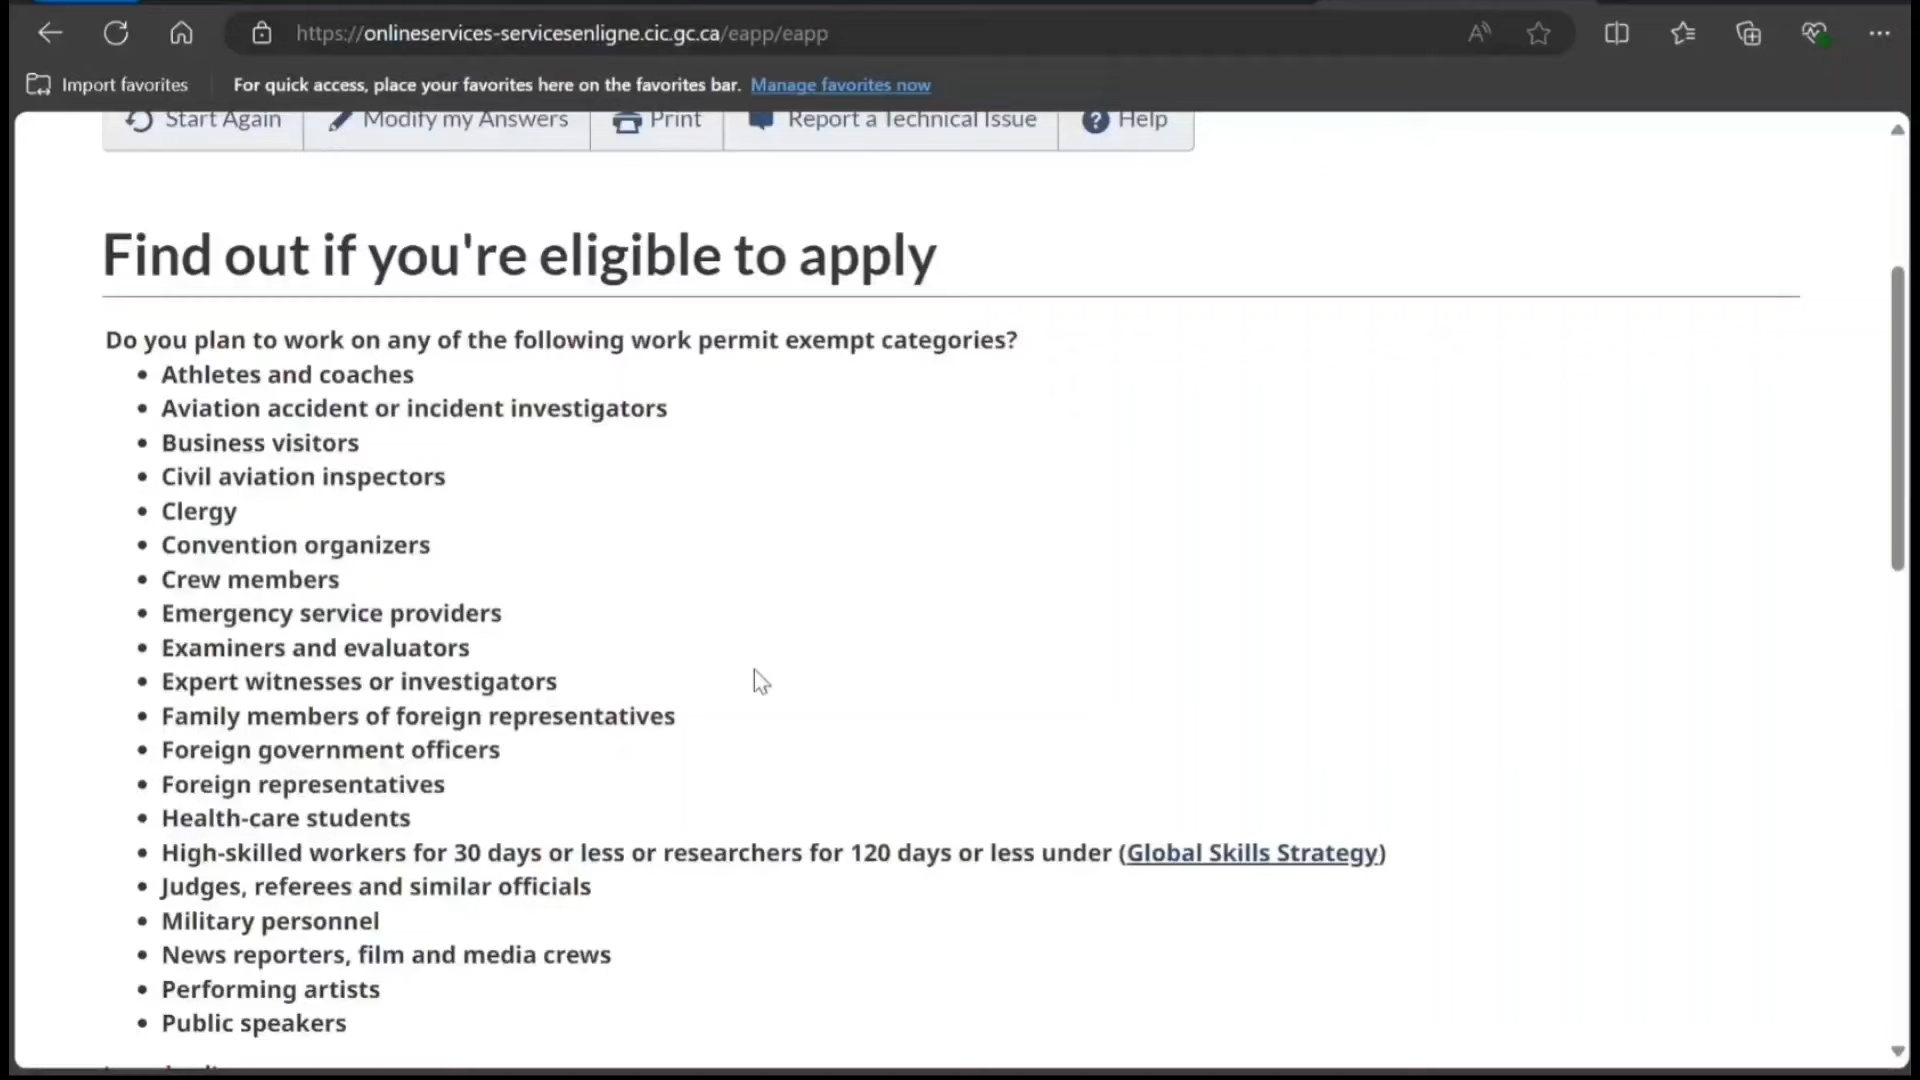 https://onlineservices-servicesenligne.cic.gc.ca/eapp/eapp
Import favorites For quick access, place your favorites here on the favorites bar. Manage favorites now
Start Again Modify my Answers Print Report a Technical Issue Help
Find out if you're eligible to apply
Do you plan to work on any of the following work permit exempt categories?
• Athletes and coaches
• Aviation accident or incident investigators
• Business visitors
• Civil aviation inspectors
• Clergy
• Convention organizers
• Crew members
• Emergency service providers
• Examiners and evaluators
• Expert witnesses or investigators
• Family members of foreign representatives
• Foreign government officers
• Foreign representatives
• Health-care students
• High-skilled workers for 30 days or less or researchers for 120 days or less under (Global Skills Strategy)
• Judges, referees and similar officials
• Military personnel
• News reporters, film and media crews
• Performing artists
• Public speakers